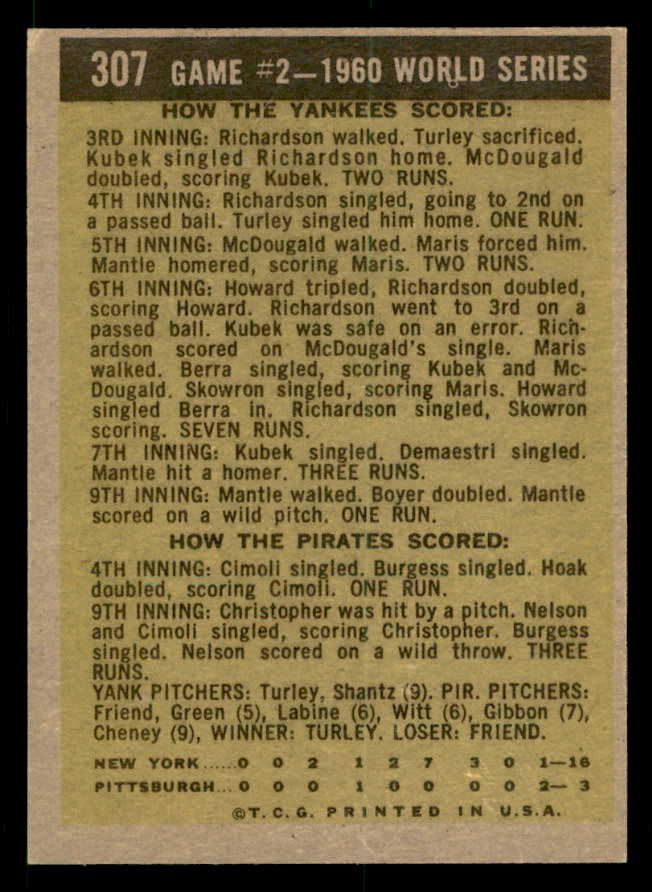 307 GAME #2—1960 WORLD SERIES
HOW THE YANKEES SCORED:
3RD INNING: Richardson walked. Turley sacrificed.
Kubek singled Richardson home. McDougald
doubled, scoring Kubek. TWO RUNS.
4TH INNING: Richardson singled, going to 2nd on
a passed ball. Turley singled him home. ONE RUN.
5TH INNING: McDougald walked. Maris forced him.
Mantle homered, scoring Maris. TWO RUNS.
6TH INNING: Howard tripled, Richardson doubled,
scoring Howard. Richardson went to 3rd on a
passed ball. Kubek was safe on an error. Rich-
ardson scored on McDougald's single. Maris
walked. Berra singled, scoring Kubek and Mc-
Dougald. Skowron singled, scoring Maris. Howard
singled Berra in. Richardson singled, Skowron
scoring. SEVEN RUNS.
7TH INNING: Kubek singled. Demaestri singled.
Mantle hit a homer. THREE RUNS.
9TH INNING: Mantle walked. Boyer doubled. Mantle
scored on a wild pitch. ONE RUN.
HOW THE PIRATES SCORED:
4TH INNING: Cimoli singled. Burgess singled. Hoak
doubled, scoring Cimoli. ONE RUN.
9TH INNING: Christopher was hit by a pitch. Nelson
and Cimoli singled, scoring Christopher. Burgess
singled. Nelson scored on a wild throw. THREE
RUNS.
YANK PITCHERS: Turley, Shantz (9). PIR. PITCHERS:
Friend, Green (5), Labine (6), Witt (6), Gibbon (7),
Cheney (9), WINNER: TURLEY. LOSER: FRIEND.
NEW YORK......0 0 2 1 2 7 3 0 1—16
PITTSBURGH...0 0 0 1 0 0 0 0 2— 3
©T.C.G. PRINTED IN U.S.A.